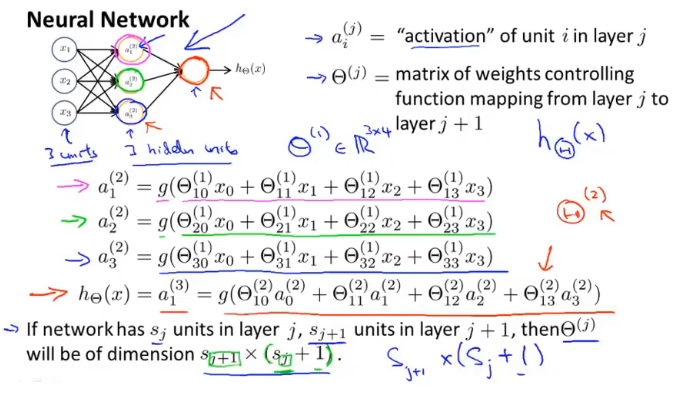 Neural Network
x₁ a₁⁽²⁾
x₂ a₂⁽²⁾ h_Θ(x)
x₃ a₃⁽²⁾
3 units 3 hidden units
→ aᵢ⁽ʲ⁾ = "activation" of unit i in layer j
→ Θ⁽ʲ⁾ = matrix of weights controlling
function mapping from layer j to
layer j + 1
Θ⁽¹⁾ ∈ ℝ³ˣ⁴ h_Θ(x)
→ a₁⁽²⁾ = g(Θ₁₀⁽¹⁾x₀ + Θ₁₁⁽¹⁾x₁ + Θ₁₂⁽¹⁾x₂ + Θ₁₃⁽¹⁾x₃)
→ a₂⁽²⁾ = g(Θ₂₀⁽¹⁾x₀ + Θ₂₁⁽¹⁾x₁ + Θ₂₂⁽¹⁾x₂ + Θ₂₃⁽¹⁾x₃)
Θ⁽²⁾
→ a₃⁽²⁾ = g(Θ₃₀⁽¹⁾x₀ + Θ₃₁⁽¹⁾x₁ + Θ₃₂⁽¹⁾x₂ + Θ₃₃⁽¹⁾x₃)
→ h_Θ(x) = a₁⁽³⁾ = g(Θ₁₀⁽²⁾a₀⁽²⁾ + Θ₁₁⁽²⁾a₁⁽²⁾ + Θ₁₂⁽²⁾a₂⁽²⁾ + Θ₁₃⁽²⁾a₃⁽²⁾)
→ If network has sⱼ units in layer j, sⱼ₊₁ units in layer j + 1, then Θ⁽ʲ⁾
will be of dimension sⱼ₊₁ × (sⱼ + 1). Sⱼ₊₁ × (Sⱼ + 1)